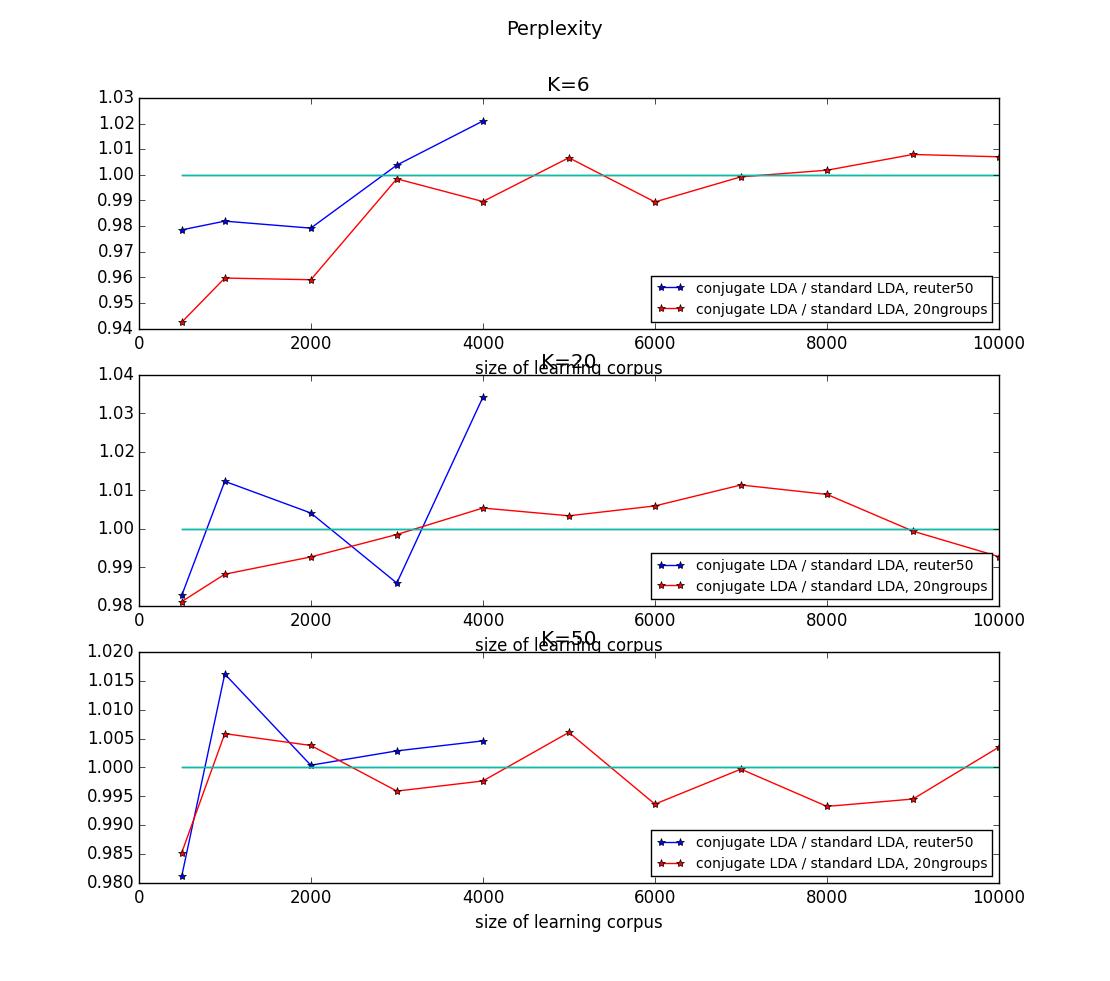 Perplexity
K=6
1.03
1.02
1.01
1.00
0.99
0.98
0.97
0.96
0.95
0.94
conjugate LDA / standard LDA, reuter50
conjugate LDA / standard LDA, 20ngroups
0 2000 4000 6000 8000 10000
size of learning corpus
K=20
1.04
1.03
1.02
1.01
1.00
0.99
0.98
conjugate LDA / standard LDA, reuter50
conjugate LDA / standard LDA, 20ngroups
0 2000 4000 6000 8000 10000
size of learning corpus
K=50
1.020
1.015
1.010
1.005
1.000
0.995
0.990
0.985
0.980
conjugate LDA / standard LDA, reuter50
conjugate LDA / standard LDA, 20ngroups
0 2000 4000 6000 8000 10000
size of learning corpus